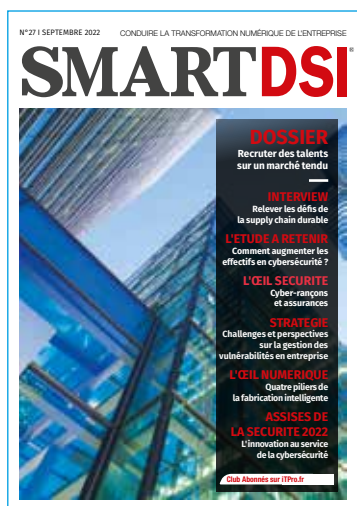 N°27 I SEPTEMBRE 2022 CONDUIRE LA TRANSFORMATION NUMÉRIQUE DE L'ENTREPRISE
SMART DSI®
DOSSIER
Recruter des talents
sur un marché tendu
INTERVIEW
Relever les défis de
la supply chain durable
L'ETUDE A RETENIR
Comment augmenter les
effectifs en cybersécurité ?
L'ŒIL SECURITE
Cyber-rançons
et assurances
STRATÉGIE
Challenges et perspectives
sur la gestion des
vulnérabilités en entreprise
L'ŒIL NUMERIQUE
Quatre piliers de
la fabrication intelligente
ASSISES DE
LA SECURITE 2022
L'innovation au service
de la cybersécurité
Club Abonnés sur iTPro.fr